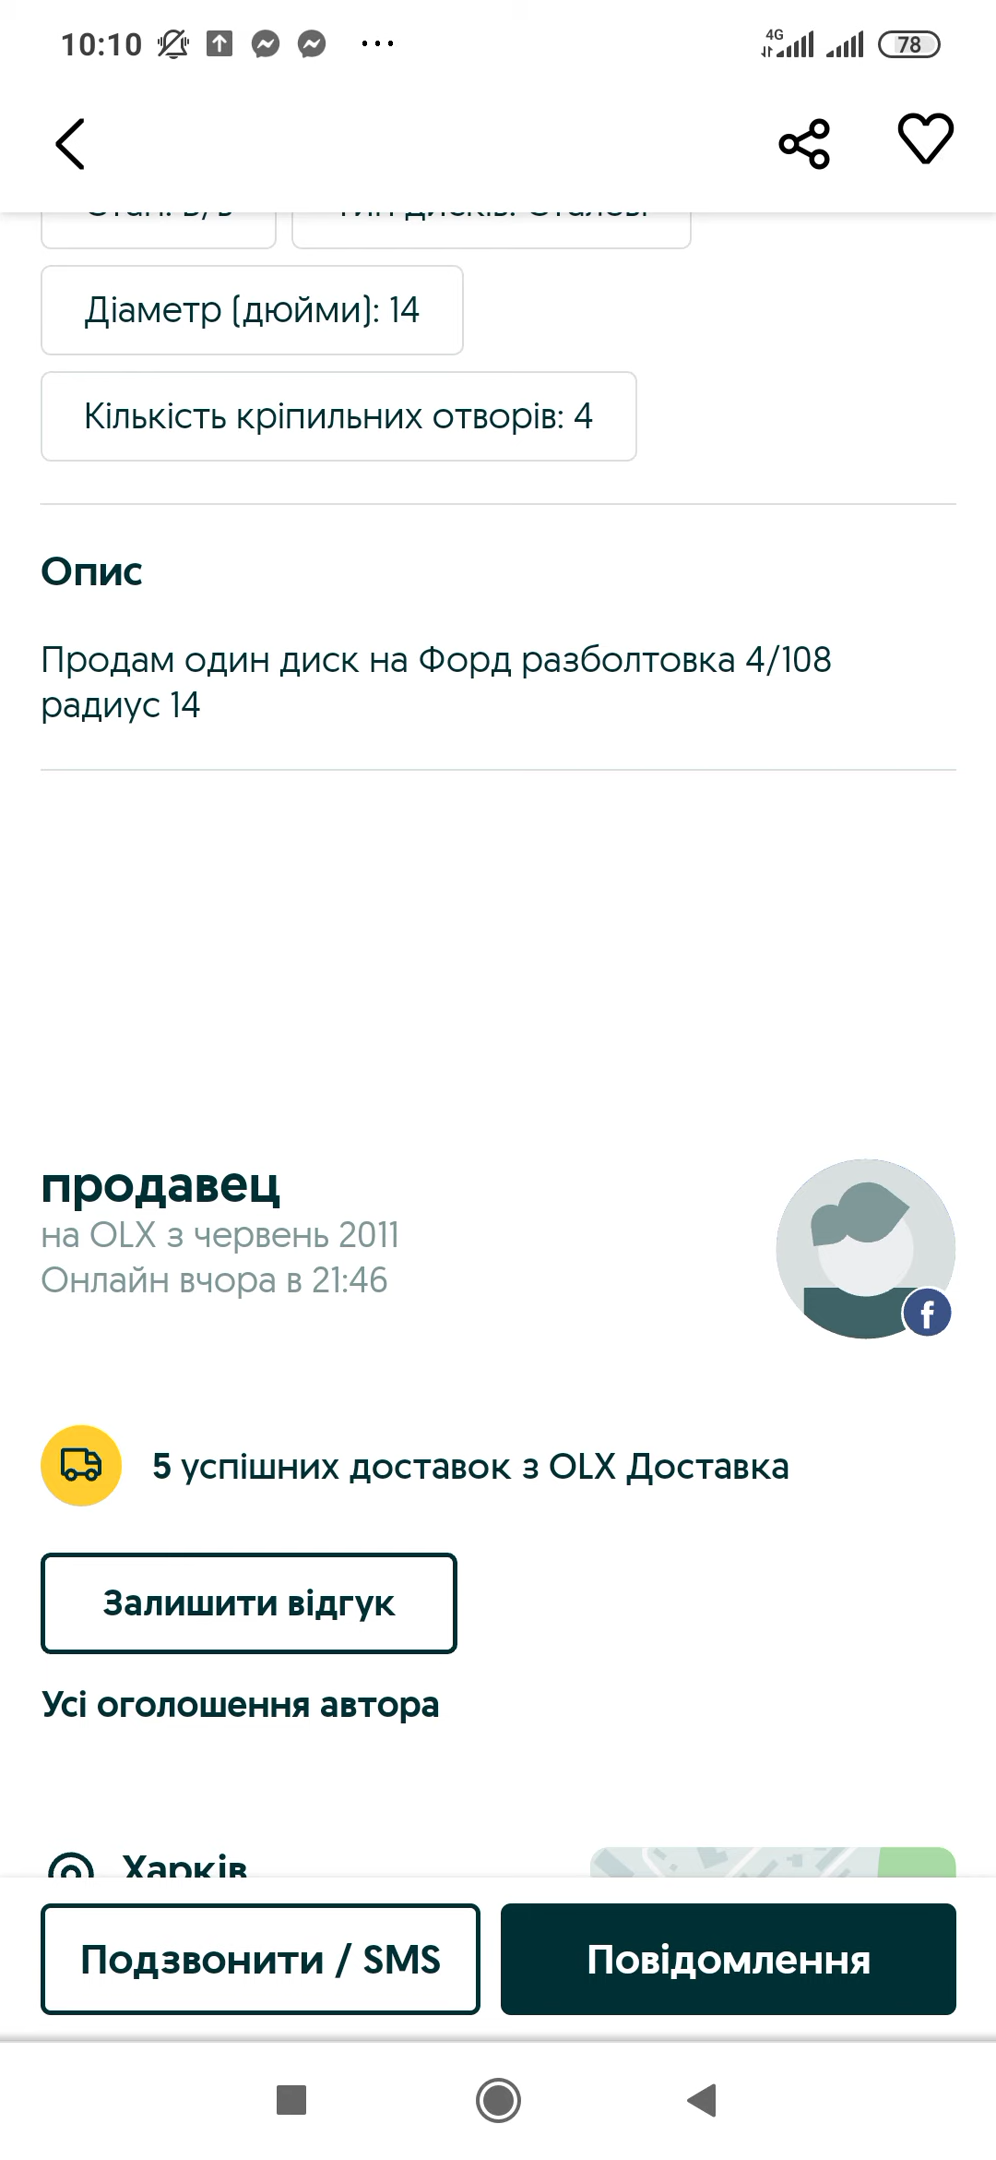 10:10
4G
78
Діаметр (дюйми): 14
Кількість кріпильних отворів: 4
Опис
Продам один диск на Форд разболтовка 4/108
радиус 14
продавец
на OLX з червень 2011
Онлайн вчора в 21:46
5 успішних доставок з OLX Доставка
Залишити відгук
Усі оголошення автора
Харків
Подзвонити / SMS
Повідомлення